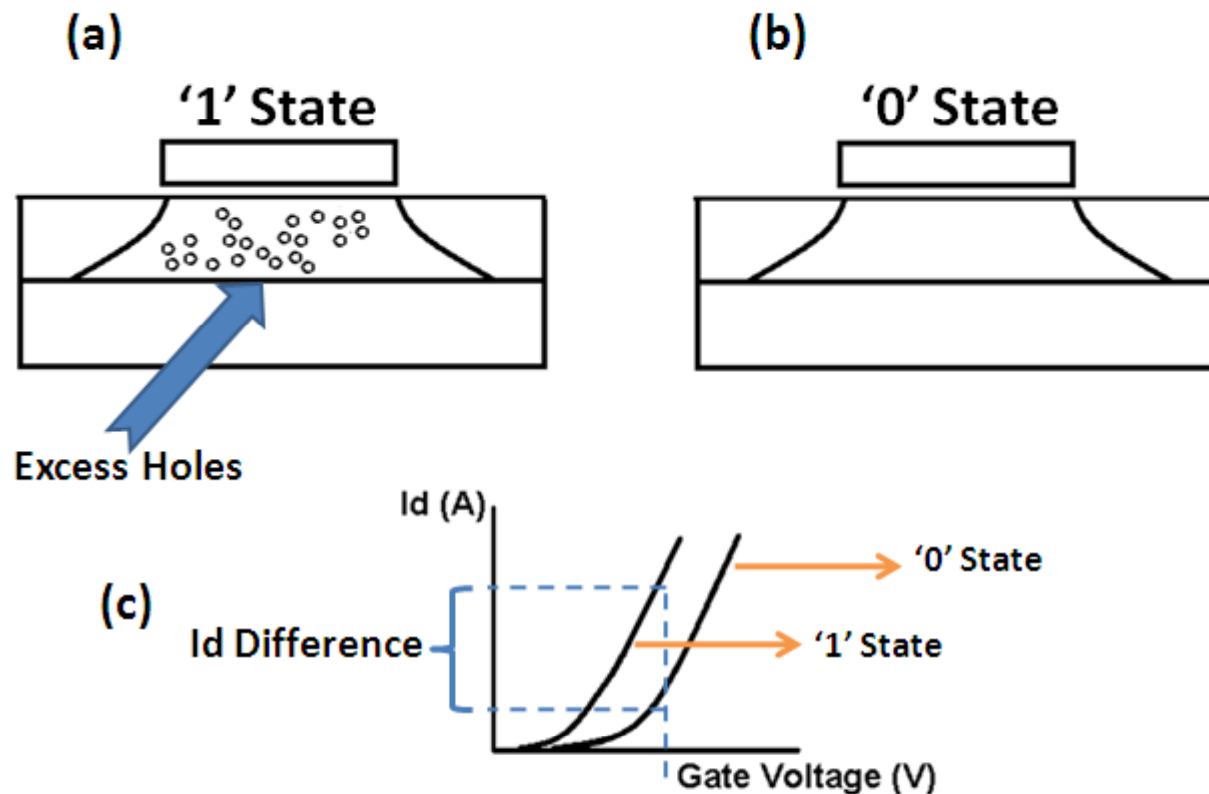 (a)
(b)
‘1’ State
‘0’ State
Excess Holes
Id (A)
‘0’ State
(c)
Id Difference
‘1’ State
Gate Voltage (V)